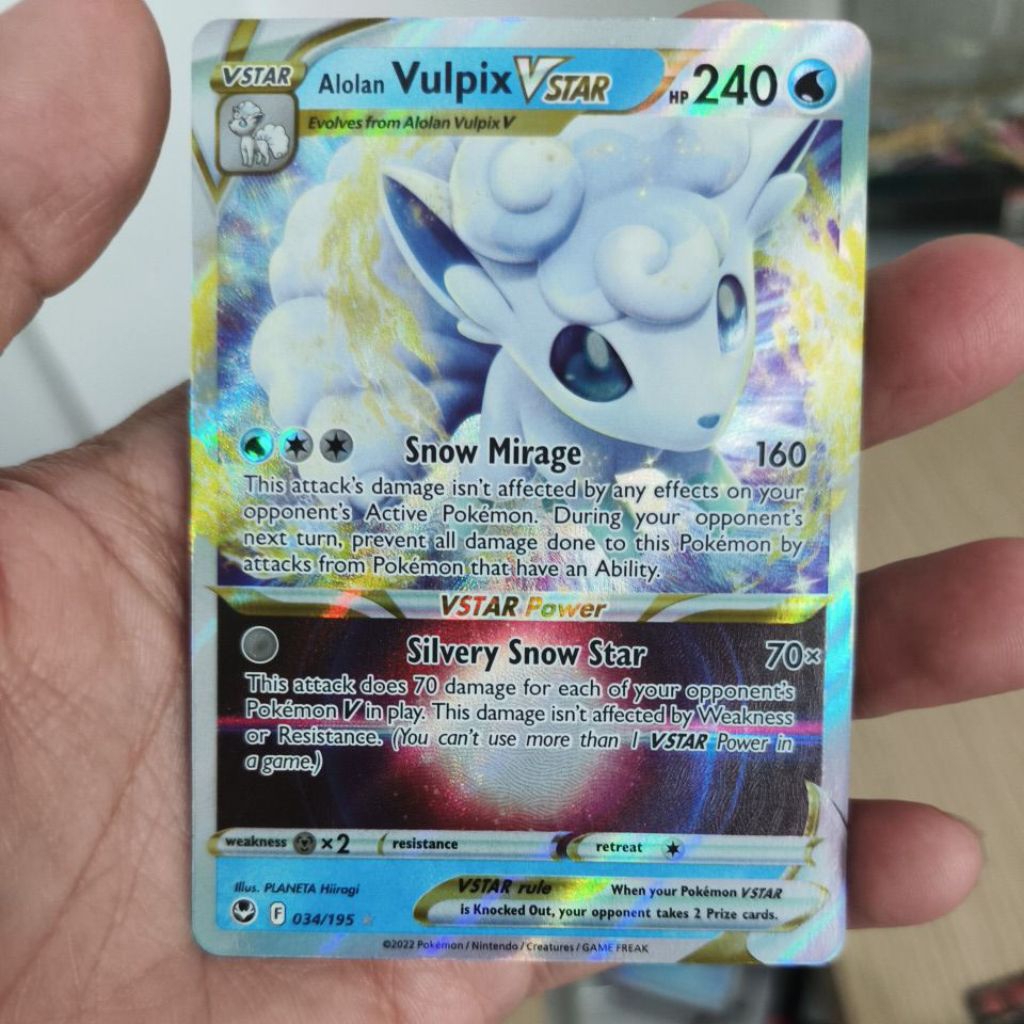 VSTAR Alolan Vulpix VSTAR HP 240
Evolves from Alolan Vulpix V
Snow Mirage 160
This attack's damage isn't affected by any effects on your
opponent's Active Pokémon. During your opponent's
next turn, prevent all damage done to this Pokémon by
attacks from Pokémon that have an Ability.
VSTAR Power
Silvery Snow Star 70×
This attack does 70 damage for each of your opponent's
Pokémon V in play. This damage isn't affected by Weakness
or Resistance. (You can't use more than 1 VSTAR Power in
a game.)
weakness ×2 resistance retreat
Illus. PLANETA Hiiragi
VSTAR rule When your Pokémon VSTAR
is Knocked Out, your opponent takes 2 Prize cards.
F 034/195
©2022 Pokémon / Nintendo / Creatures / GAME FREAK